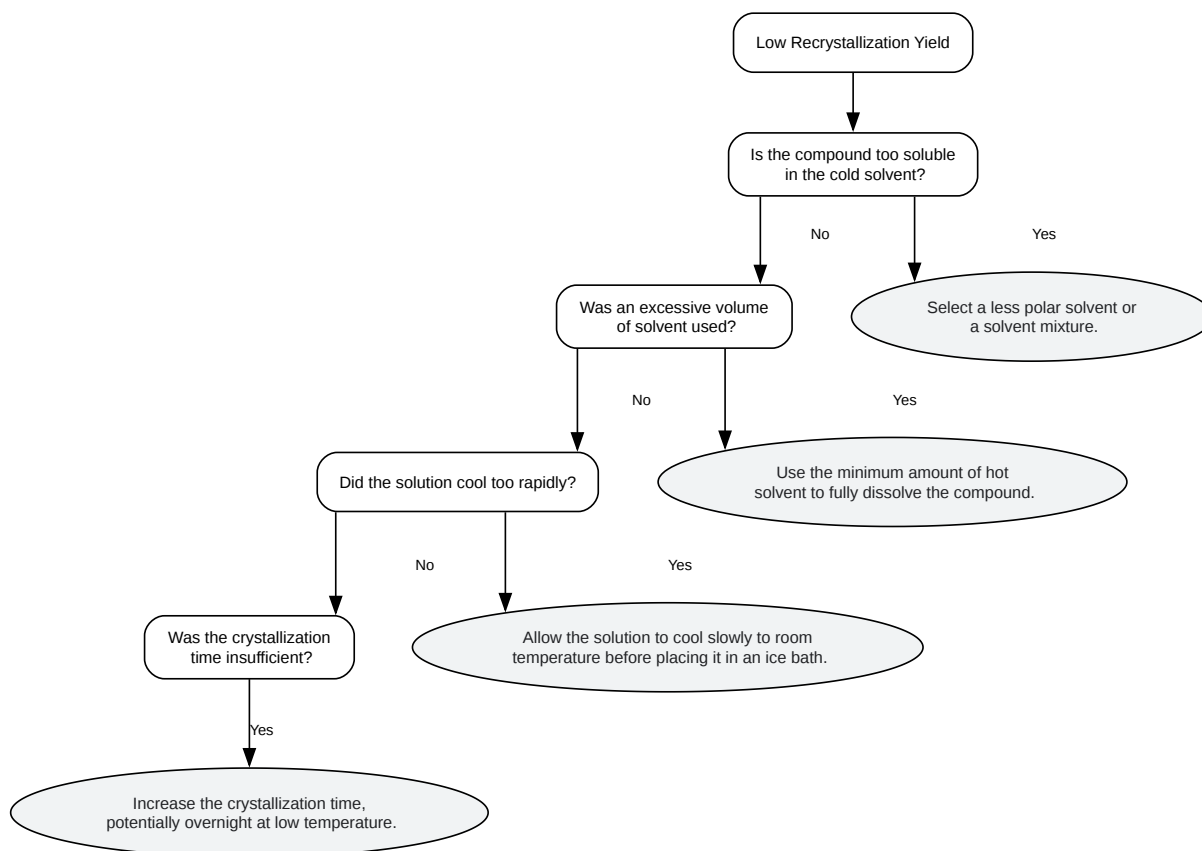 Low Recrystallization Yield
Is the compound too soluble
in the cold solvent?
No
Yes
Was an excessive volume
of solvent used?
Select a less polar solvent or
a solvent mixture.
No
Yes
Did the solution cool too rapidly?
Use the minimum amount of hot
solvent to fully dissolve the compound.
No
Yes
Was the crystallization
time insufficient?
Allow the solution to cool slowly to room
temperature before placing it in an ice bath.
Yes
Increase the crystallization time,
potentially overnight at low temperature.